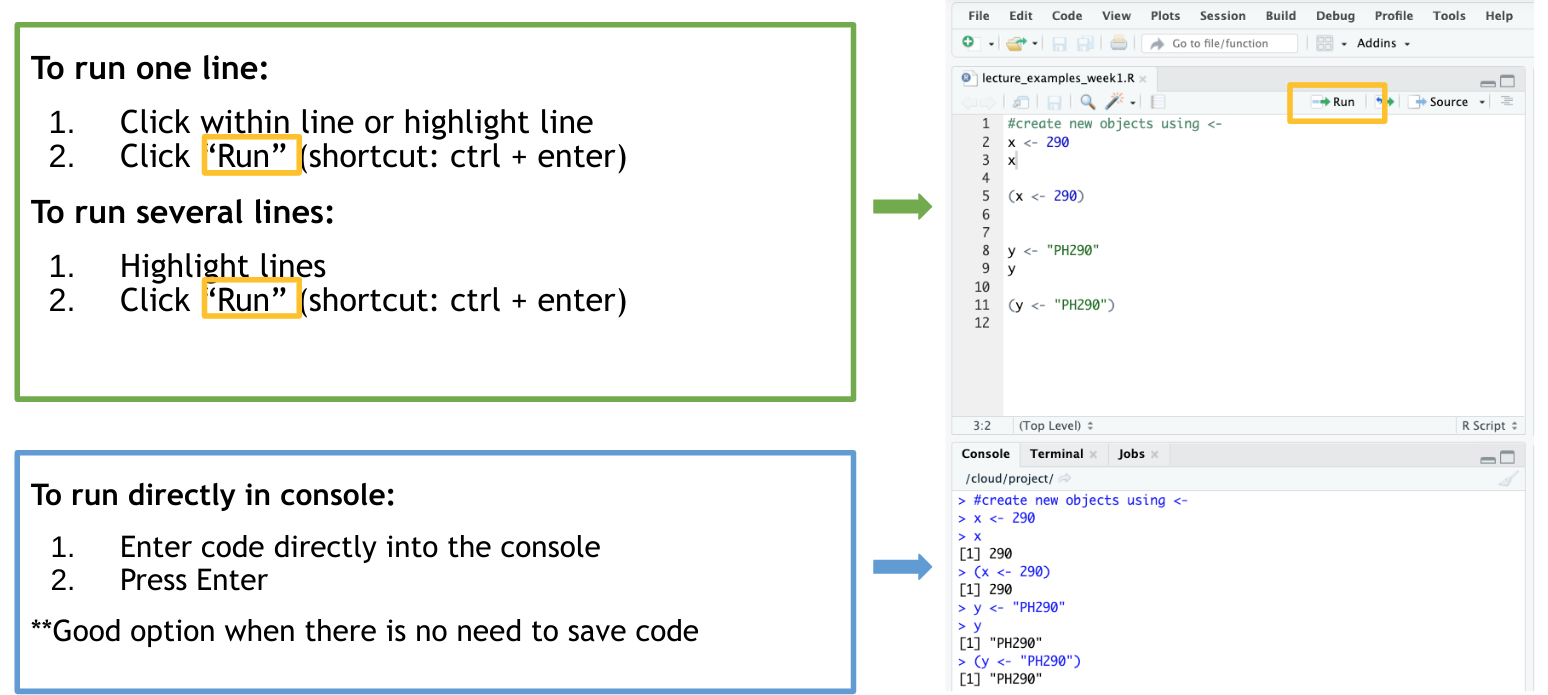 To run one line:
1. Click within line or highlight line
2. Click “Run” (shortcut: ctrl + enter)
To run several lines:
1. Highlight lines
2. Click “Run” (shortcut: ctrl + enter)
To run directly in console:
1. Enter code directly into the console
2. Press Enter
**Good option when there is no need to save code
File Edit Code View Plots Session Build Debug Profile Tools Help
Go to file/function Addins
lecture_examples_week1.R
Run Source
1 #create new objects using <-
2 x <- 290
3 x
4
5 (x <- 290)
6
7
8 y <- "PH290"
9 y
10
11 (y <- "PH290")
12
3:2 (Top Level) R Script
Console Terminal Jobs
/cloud/project/
> #create new objects using <-
> x <- 290
> x
[1] 290
> (x <- 290)
[1] 290
> y <- "PH290"
> y
[1] "PH290"
> (y <- "PH290")
[1] "PH290"